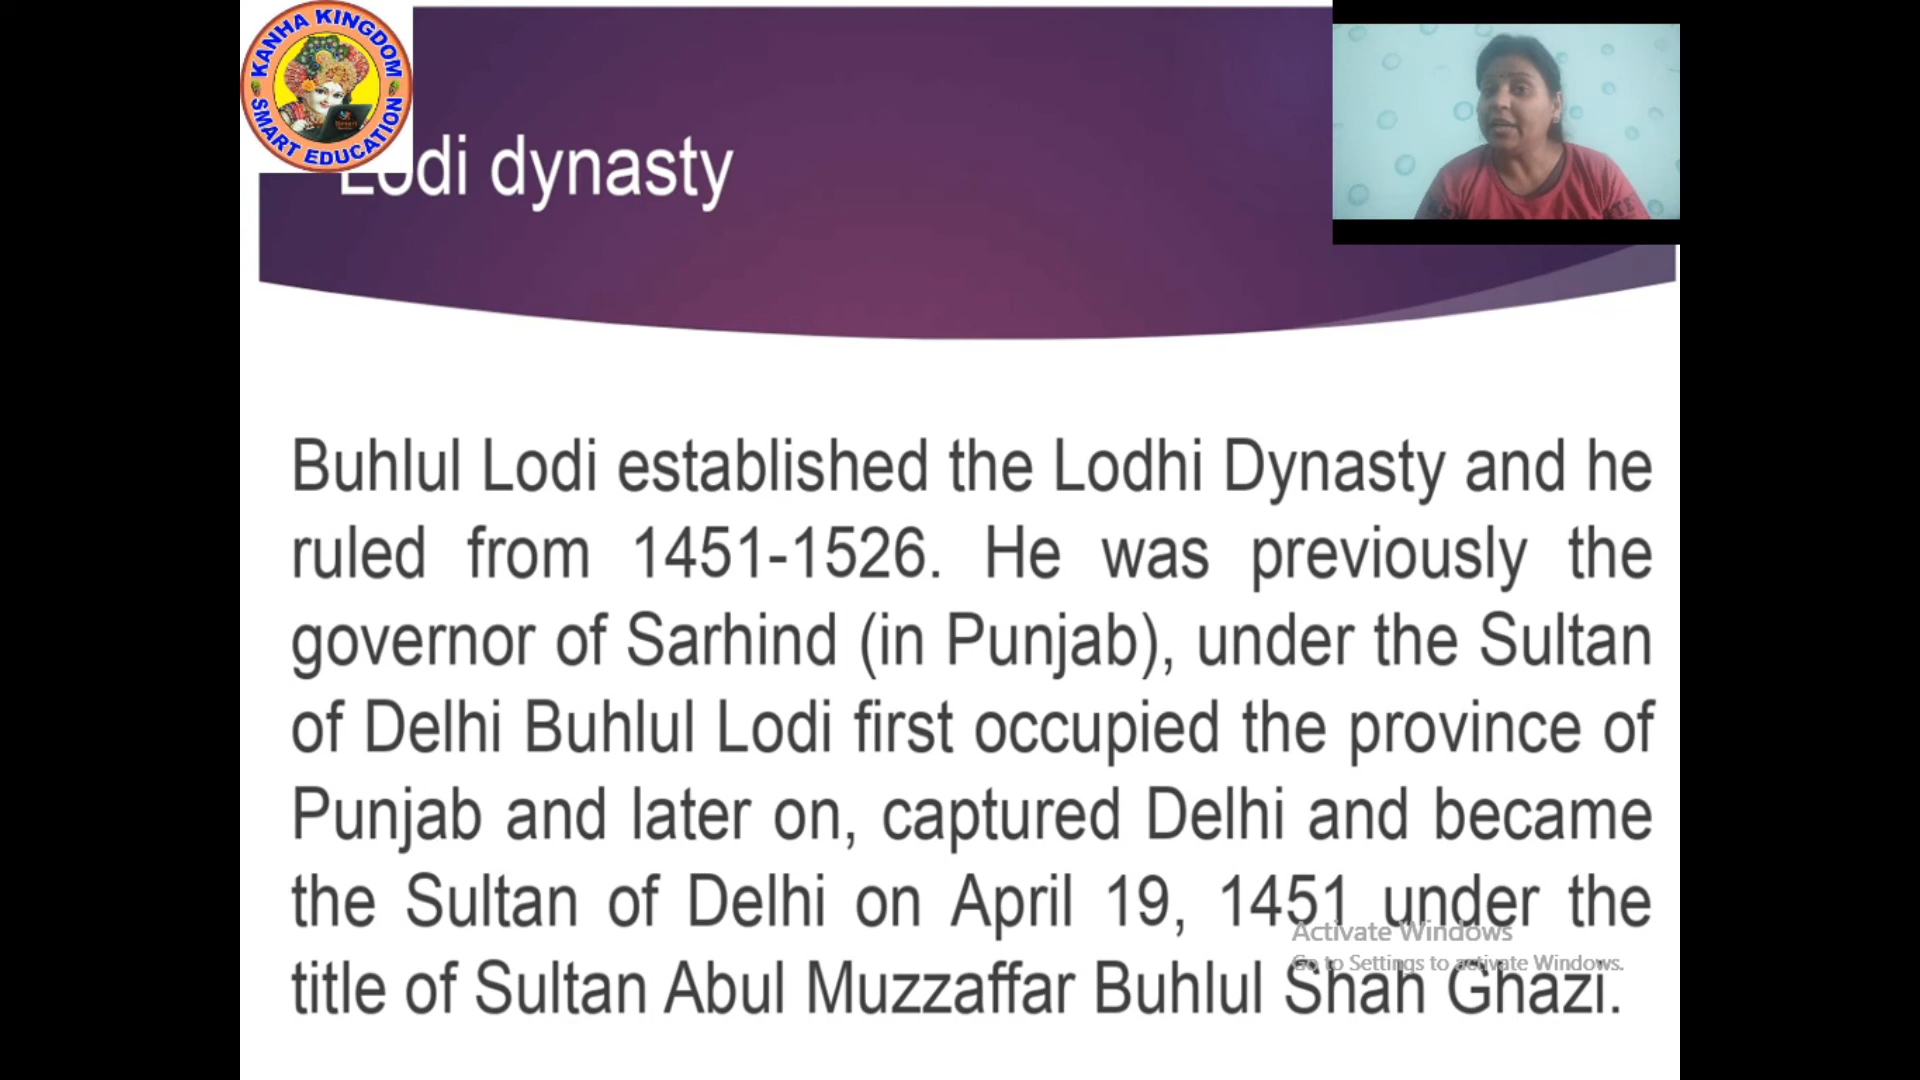 KANHA KINGDOM
SMART EDUCATION
Lodi dynasty
Buhlul Lodi established the Lodhi Dynasty and he
ruled from 1451-1526. He was previously the
governor of Sarhind (in Punjab), under the Sultan
of Delhi Buhlul Lodi first occupied the province of
Punjab and later on, captured Delhi and became
the Sultan of Delhi on April 19, 1451 under the
title of Sultan Abul Muzzaffar Buhlul Shah Ghazi.
Activate Windows
Go to Settings to activate Windows.